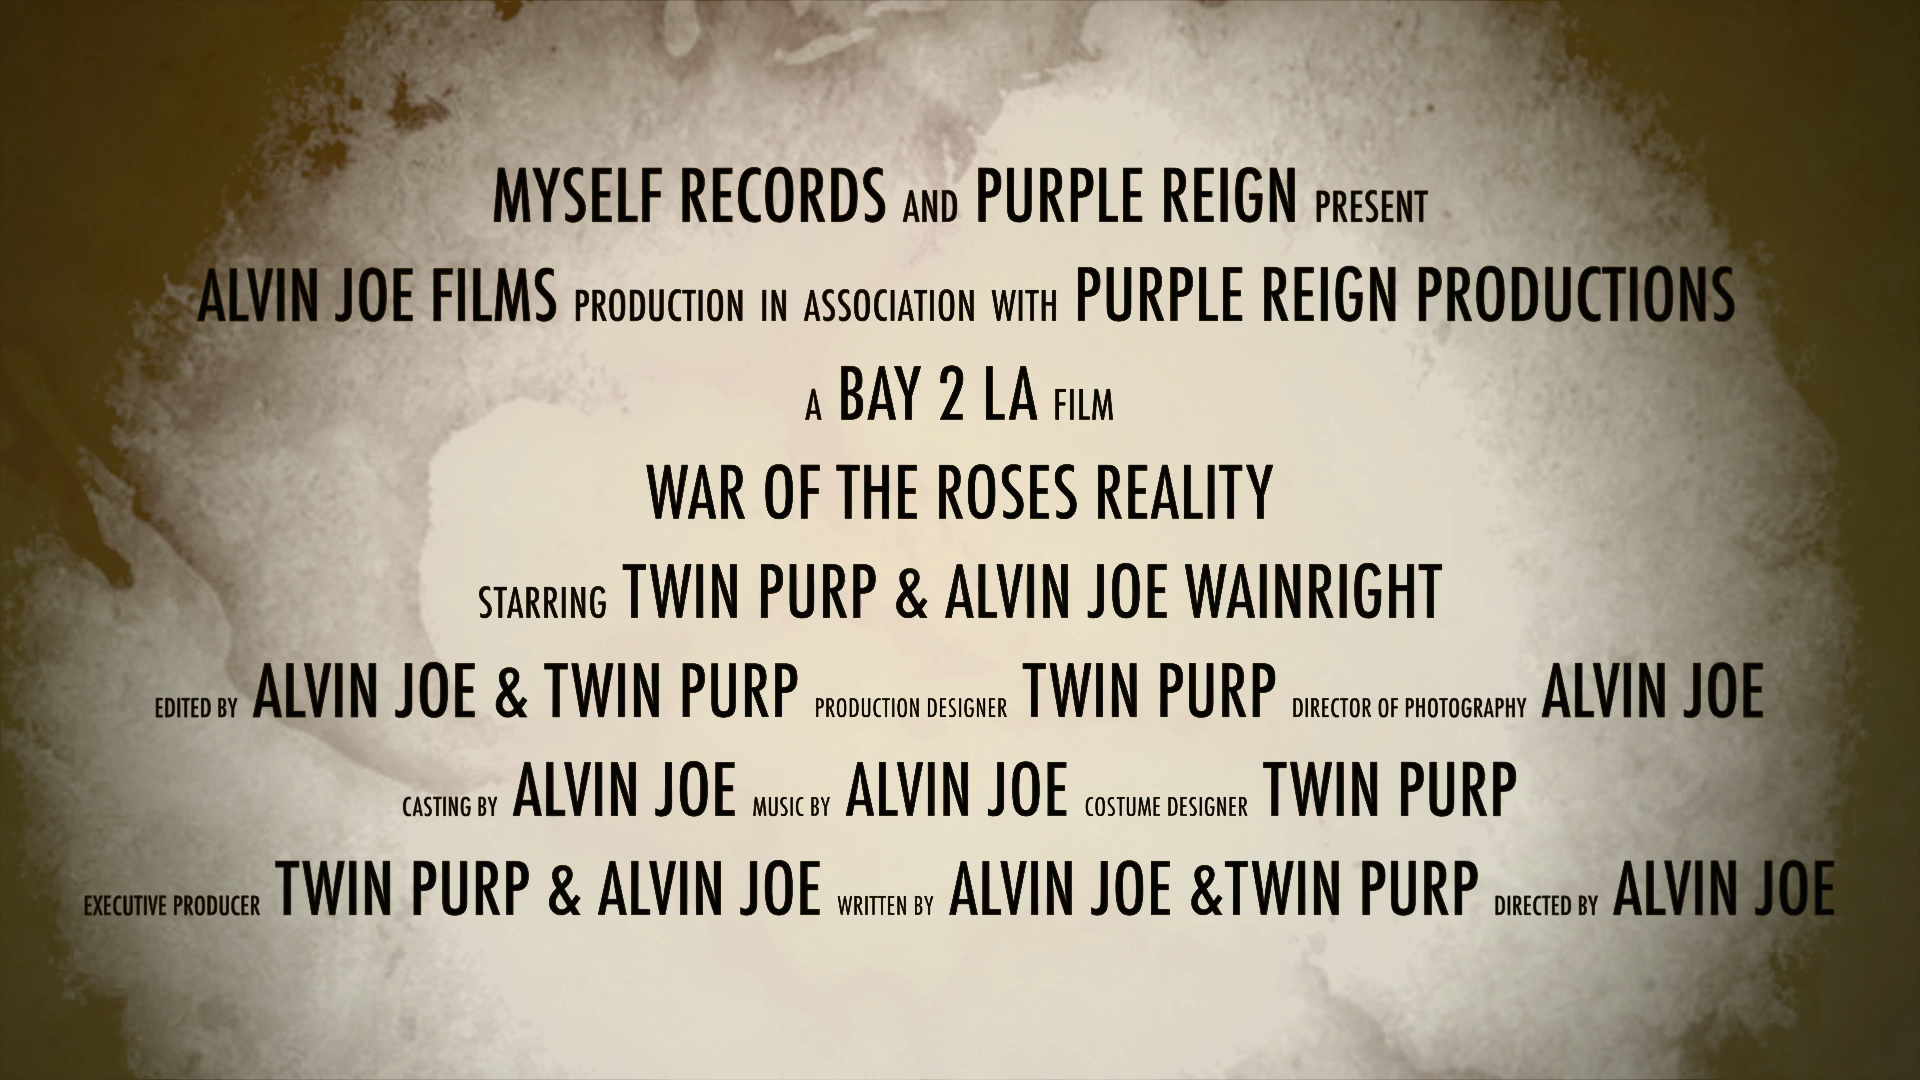 MYSELF RECORDS AND PURPLE REIGN PRESENT
ALVIN JOE FILMS PRODUCTION IN ASSOCIATION WITH PURPLE REIGN PRODUCTIONS
A BAY 2 LA FILM
WAR OF THE ROSES REALITY
STARRING TWIN PURP & ALVIN JOE WAINRIGHT
EDITED BY ALVIN JOE & TWIN PURP PRODUCTION DESIGNER TWIN PURP DIRECTOR OF PHOTOGRAPHY ALVIN JOE
CASTING BY ALVIN JOE MUSIC BY ALVIN JOE COSTUME DESIGNER TWIN PURP
EXECUTIVE PRODUCER TWIN PURP & ALVIN JOE WRITTEN BY ALVIN JOE &TWIN PURP DIRECTED BY ALVIN JOE